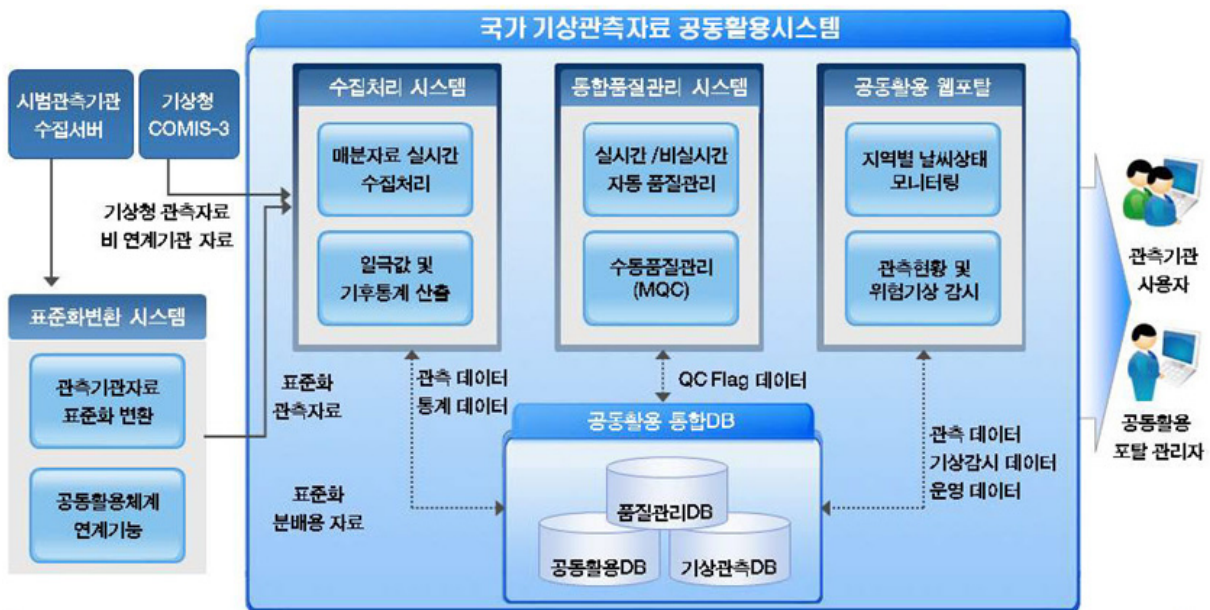 국가 기상관측자료 공동활용시스템
시범관측기관
수집서버
기상청
COMIS-3
기상청 관측자료
비 연계기관 자료
표준화변환 시스템
관측기관자료
표준화 변환
공동활용체계
연계기능
표준화
관측자료
표준화
분배용 자료
수집처리 시스템
매분자료 실시간
수집처리
일극값 및
기후통계 산출
관측 데이터
통계 데이터
통합품질관리 시스템
실시간 /비실시간
자동 품질관리
수동품질관리
(MQC)
QC Flag 데이터
공동활용 웹포탈
지역별 날씨상태
모니터링
관측현황 및
위험기상 감시
관측 데이터
기상감시 데이터
운영 데이터
공동활용 통합DB
품질관리DB
공동활용DB
기상관측DB
관측기관
사용자
공동활용
포탈 관리자